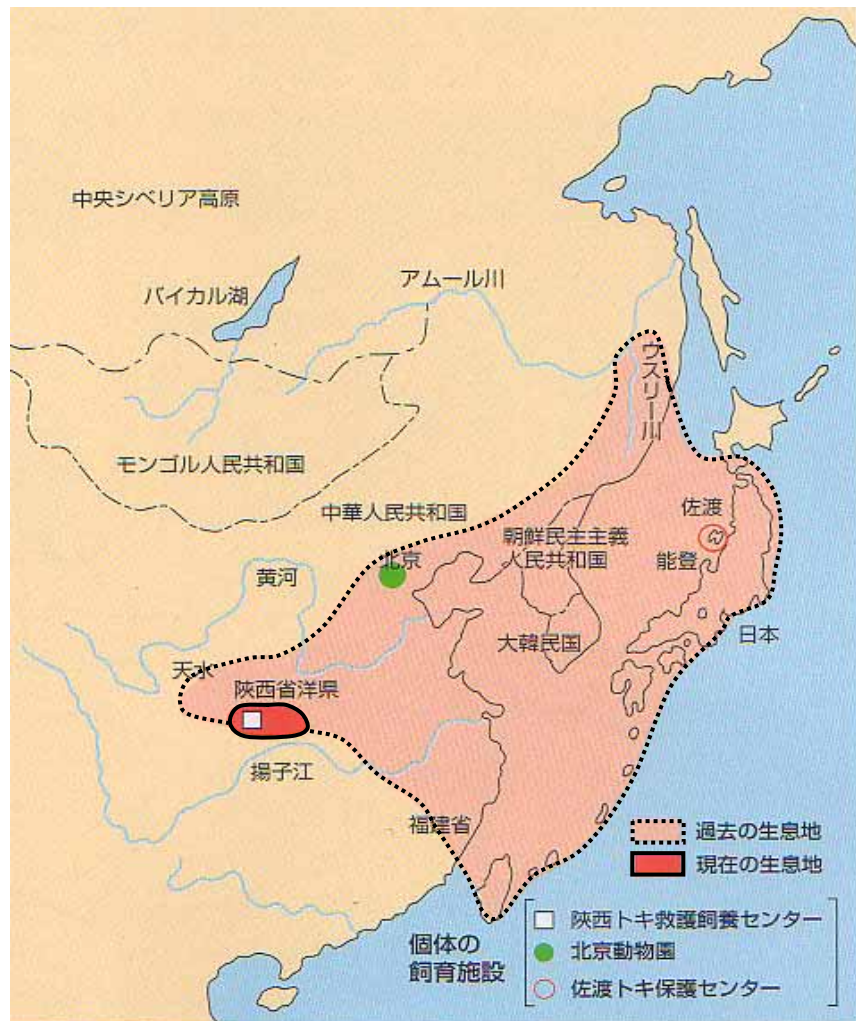 中央シベリア高原
バイカル湖
アムール川
ウスリー川
モンゴル人民共和国
中華人民共和国
佐渡
朝鮮民主主義
人民共和国
北京
能登
黄河
大韓民国
日本
天水
陝西省洋県
揚子江
福建省
過去の生息地
現在の生息地
個体の
飼育施設
陝西トキ救護飼養センター
北京動物園
佐渡トキ保護センター